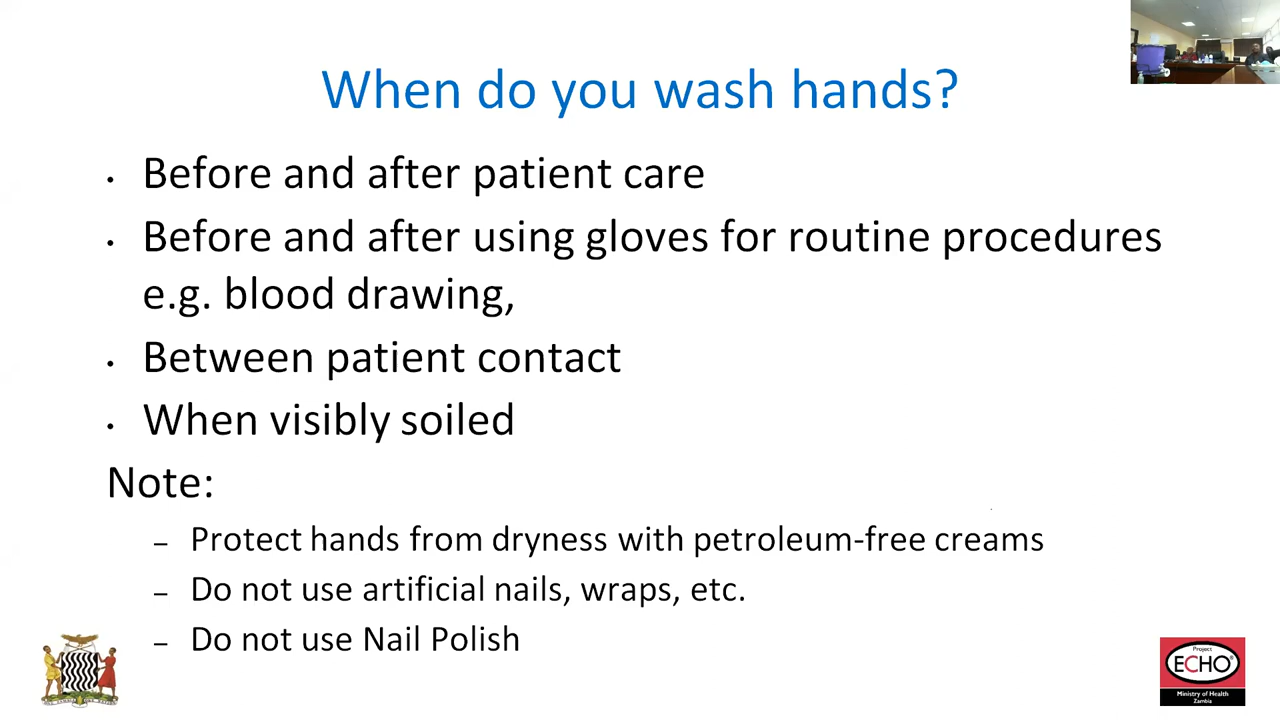 When do you wash hands?
• Before and after patient care
• Before and after using gloves for routine procedures
e.g. blood drawing,
• Between patient contact
• When visibly soiled
Note:
– Protect hands from dryness with petroleum-free creams
– Do not use artificial nails, wraps, etc.
– Do not use Nail Polish
Project
ECHO®
Ministry of Health
Zambia